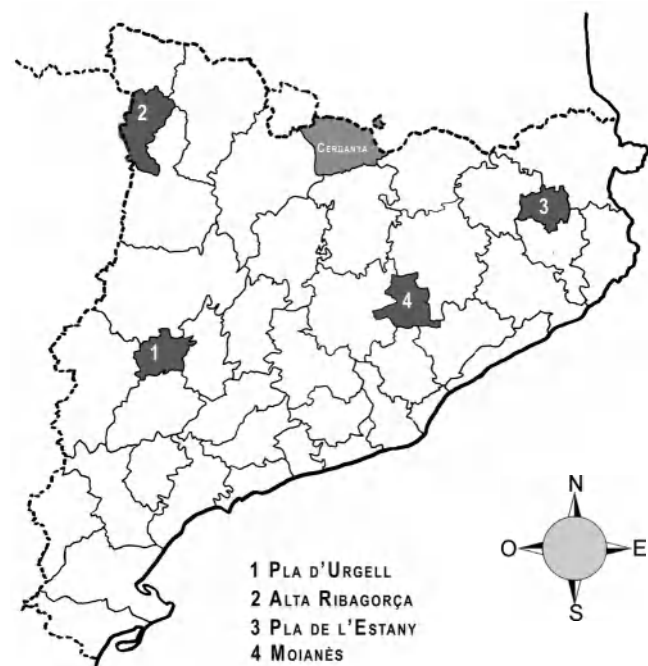 2
CERDANYA
3
4
1
N
O E
S
1 PLA D'URGELL
2 ALTA RIBAGORÇA
3 PLA DE L'ESTANY
4 MOIANÈS